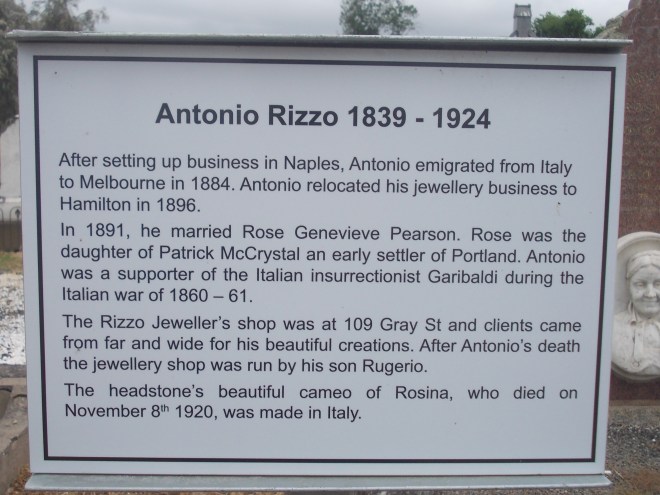 Antonio Rizzo 1839 - 1924
After setting up business in Naples, Antonio emigrated from Italy
to Melbourne in 1884. Antonio relocated his jewellery business to
Hamilton in 1896.
In 1891, he married Rose Genevieve Pearson. Rose was the
daughter of Patrick McCrystal an early settler of Portland. Antonio
was a supporter of the Italian insurrectionist Garibaldi during the
Italian war of 1860 – 61.
The Rizzo Jeweller's shop was at 109 Gray St and clients came
from far and wide for his beautiful creations. After Antonio's death
the jewellery shop was run by his son Rugerio.
The headstone's beautiful cameo of Rosina, who died on
November 8th 1920, was made in Italy.